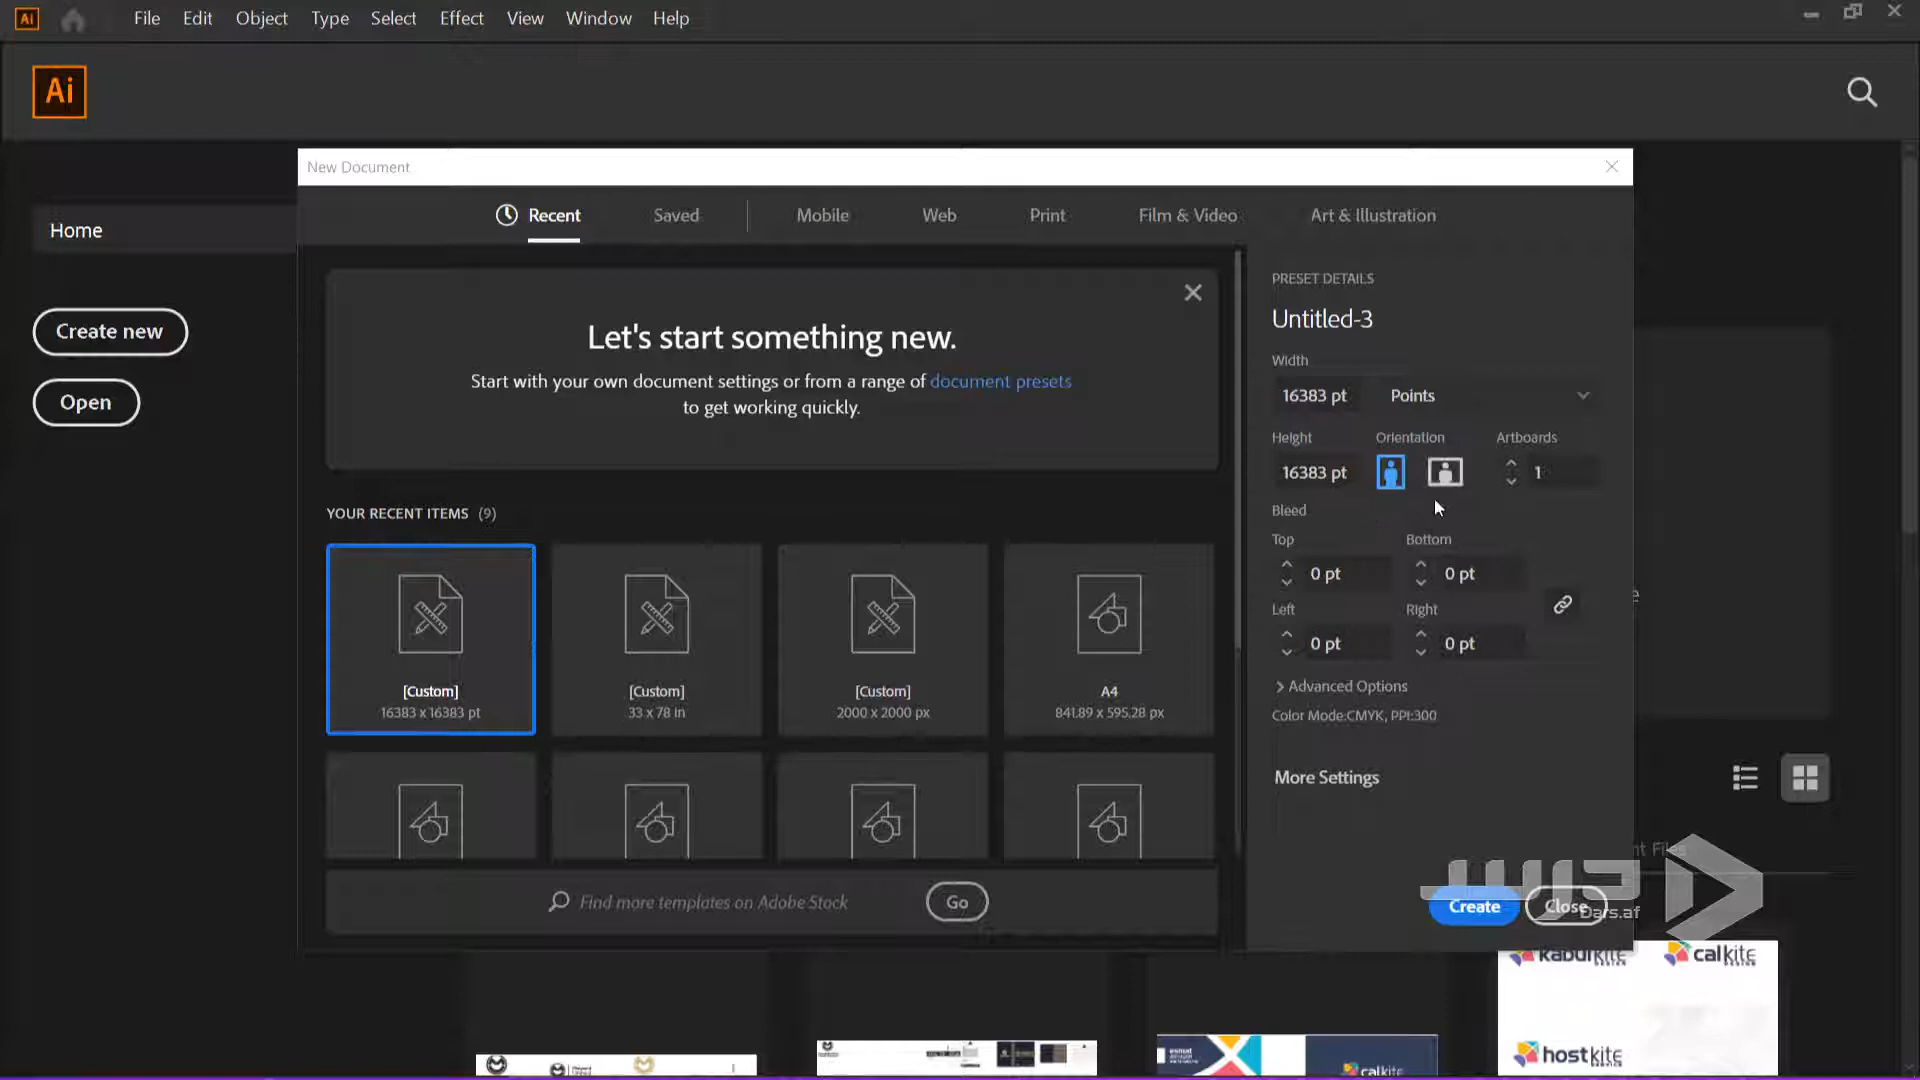 Ai
File Edit Object Type Select Effect View Window Help
Ai
New Document
Home
Create new
Open
Recent Saved Mobile Web Print Film & Video Art & Illustration
Let's start something new.
Start with your own document settings or from a range of document presets
to get working quickly.
YOUR RECENT ITEMS (9)
[Custom]
16383 x 16383 pt
[Custom]
33 x 78 in
[Custom]
2000 x 2000 px
A4
841.89 x 595.28 px
Find more templates on Adobe Stock
Go
PRESET DETAILS
Untitled-3
Width
16383 pt Points
Height Orientation Artboards
16383 pt 1
Bleed
Top Bottom
0 pt 0 pt
Left Right
0 pt 0 pt
Advanced Options
Color Mode:CMYK, PPI:300
More Settings
Create Close
درس
Dars.af
Files
kabulkite calkite
hostkite
calkite